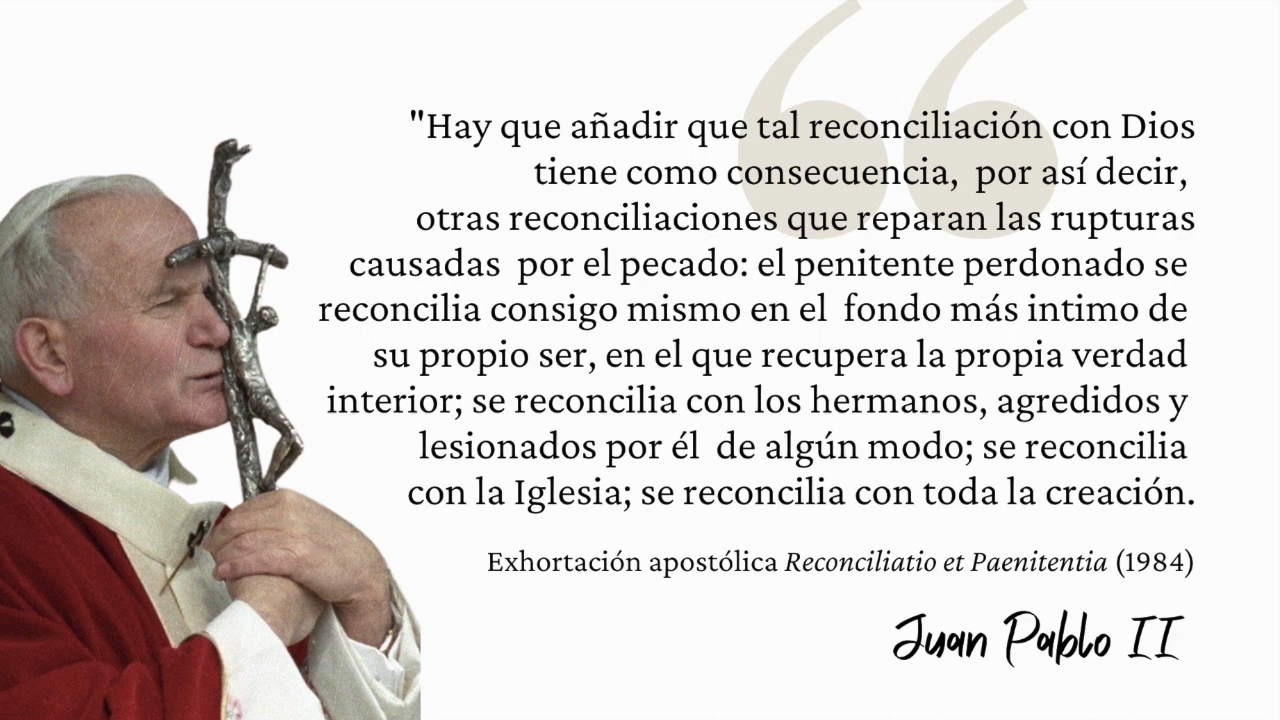 "Hay que añadir que tal reconciliación con Dios
tiene como consecuencia, por así decir,
otras reconciliaciones que reparan las rupturas
causadas por el pecado: el penitente perdonado se
reconcilia consigo mismo en el fondo más intimo de
su propio ser, en el que recupera la propia verdad
interior; se reconcilia con los hermanos, agredidos y
lesionados por él de algún modo; se reconcilia
con la Iglesia; se reconcilia con toda la creación.
Exhortación apostólica Reconciliatio et Paenitentia (1984)
Juan Pablo II